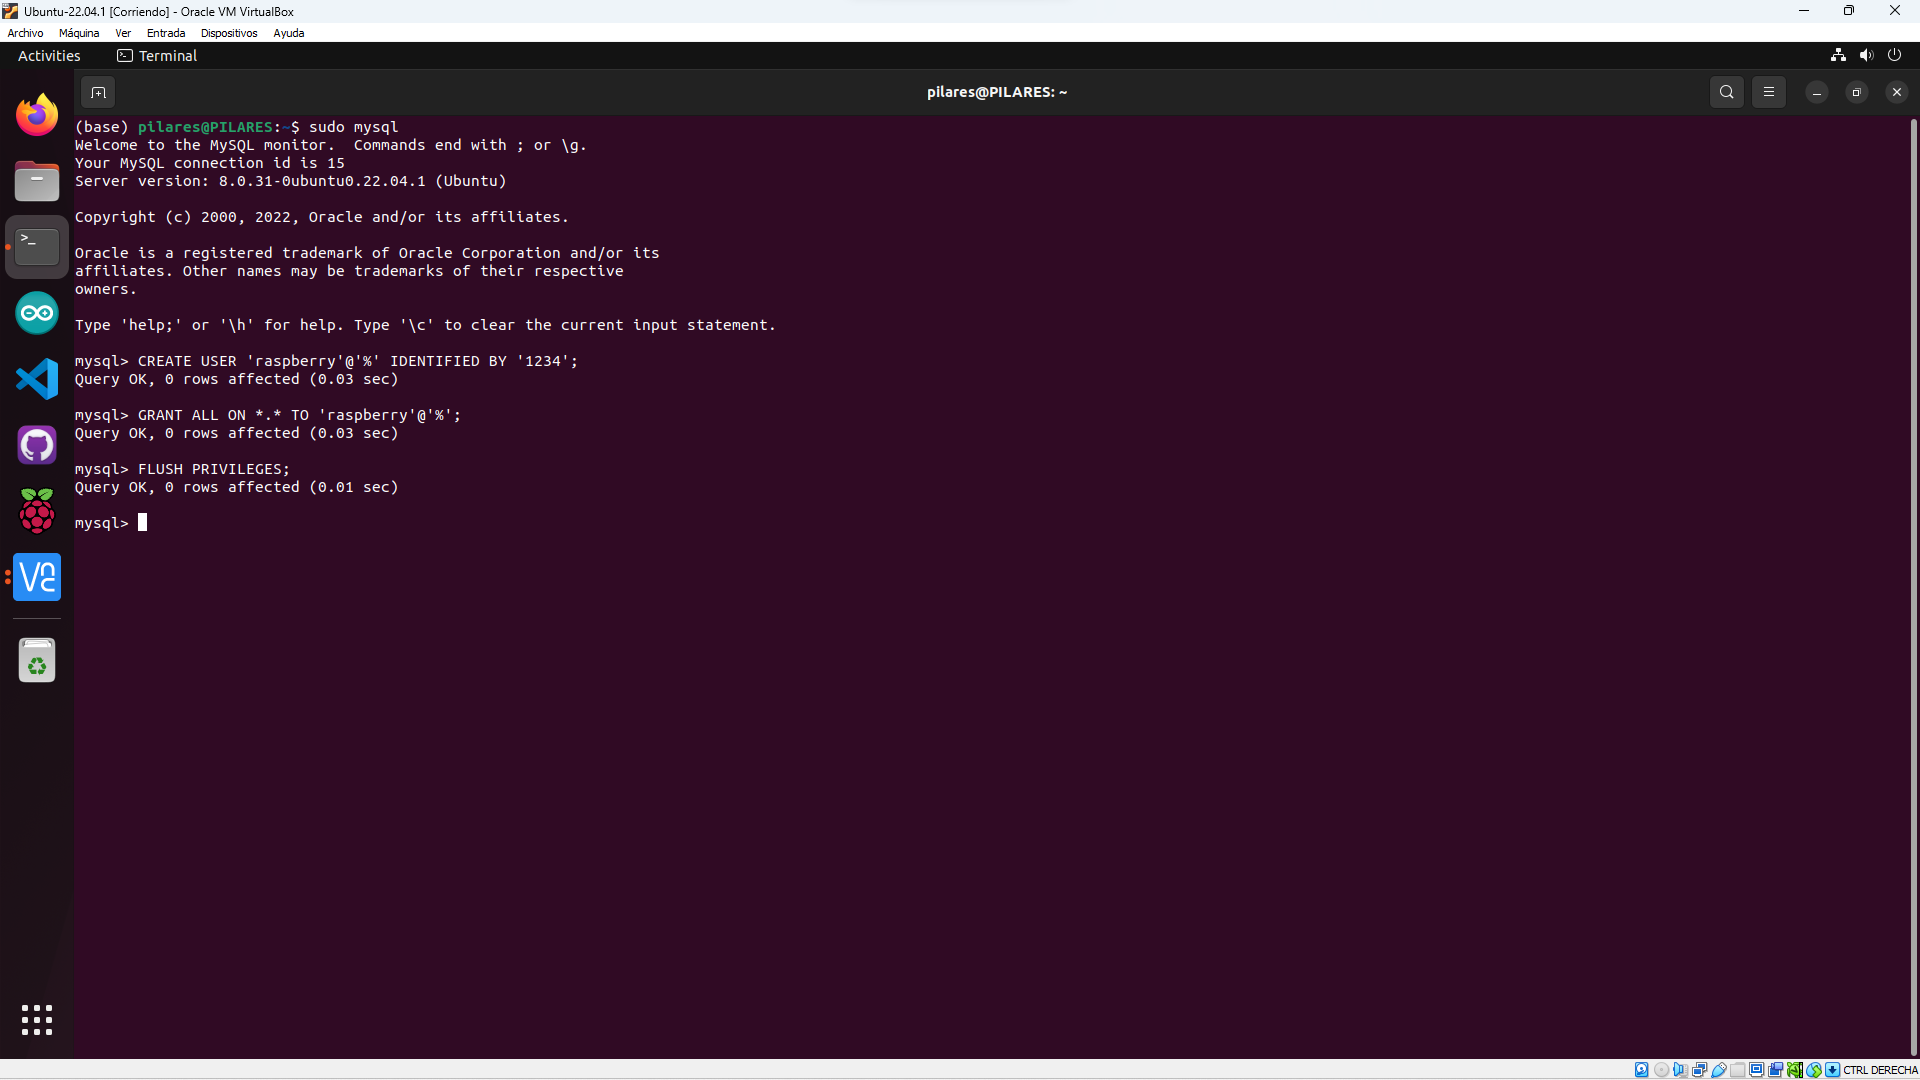 Ubuntu-22.04.1 [Corriendo] - Oracle VM VirtualBox
Archivo Máquina Ver Entrada Dispositivos Ayuda
Activities Terminal
pilares@PILARES: ~
(base) pilares@PILARES:~$ sudo mysql
Welcome to the MySQL monitor.  Commands end with ; or \g.
Your MySQL connection id is 15
Server version: 8.0.31-0ubuntu0.22.04.1 (Ubuntu)
Copyright (c) 2000, 2022, Oracle and/or its affiliates.
Oracle is a registered trademark of Oracle Corporation and/or its
affiliates. Other names may be trademarks of their respective
owners.
Type 'help;' or '\h' for help. Type '\c' to clear the current input statement.
mysql> CREATE USER 'raspberry'@'%' IDENTIFIED BY '1234';
Query OK, 0 rows affected (0.03 sec)
mysql> GRANT ALL ON *.* TO 'raspberry'@'%';
Query OK, 0 rows affected (0.03 sec)
mysql> FLUSH PRIVILEGES;
Query OK, 0 rows affected (0.01 sec)
mysql>
CTRL DERECHA